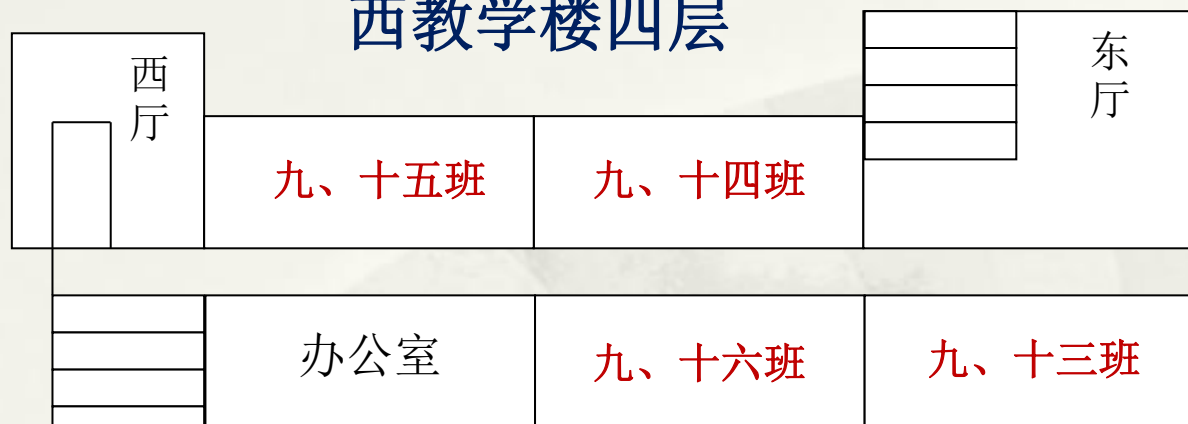 西教学楼四层
西厅
东厅
九、十五班
九、十四班
办公室
九、十六班
九、十三班